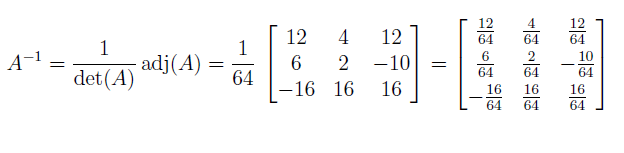 $A^{-1} = \frac{1}{\det(A)} \operatorname{adj}(A) = \frac{1}{64} \begin{bmatrix} 12 & 4 & 12 \\ 6 & 2 & -10 \\ -16 & 16 & 16 \end{bmatrix} = \begin{bmatrix} \frac{12}{64} & \frac{4}{64} & \frac{12}{64} \\ \frac{6}{64} & \frac{2}{64} & -\frac{10}{64} \\ -\frac{16}{64} & \frac{16}{64} & \frac{16}{64} \end{bmatrix}$